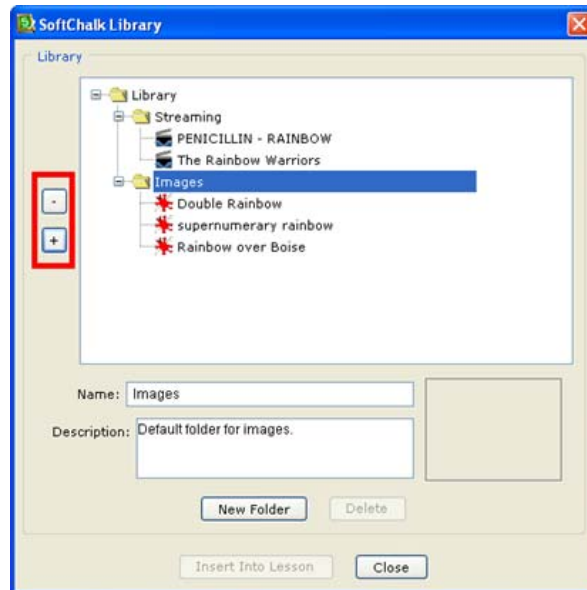 SoftChalk Library
Library
Library
Streaming
PENICILLIN - RAINBOW
The Rainbow Warriors
Images
Double Rainbow
supernumerary rainbow
Rainbow over Boise
-
+
Name: Images
Description: Default folder for images.
New Folder Delete
Insert Into Lesson Close